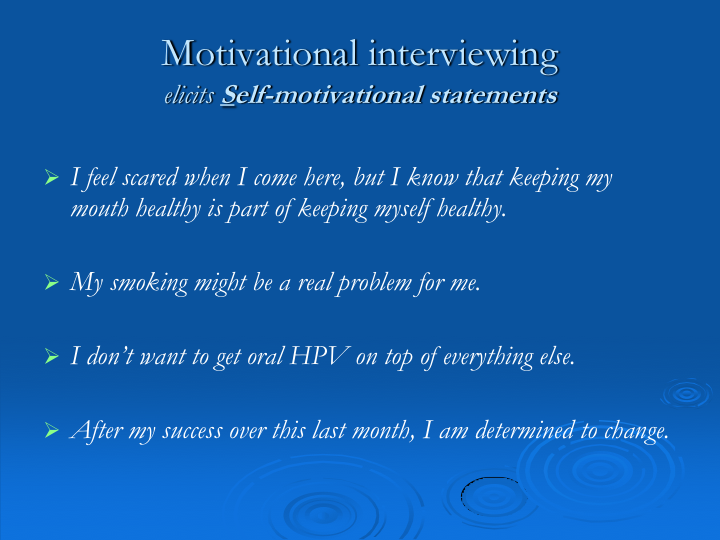 Motivational interviewing
elicits Self-motivational statements
I feel scared when I come here, but I know that keeping my
mouth healthy is part of keeping myself healthy.
My smoking might be a real problem for me.
I don’t want to get oral HPV on top of everything else.
After my success over this last month, I am determined to change.